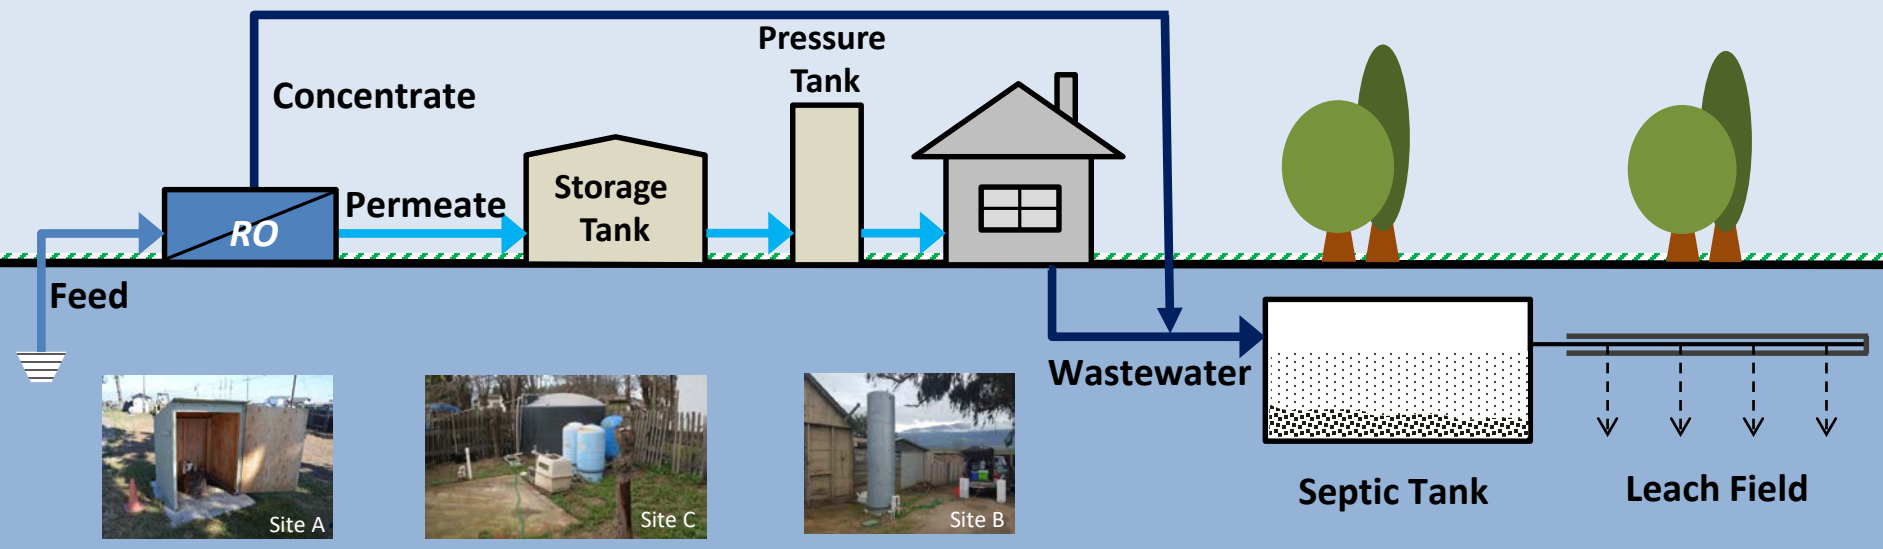 Pressure
Tank
Concentrate
Storage
Tank
Permeate
RO
Feed
Wastewater
Septic Tank
Leach Field
Site A
Site C
Site B